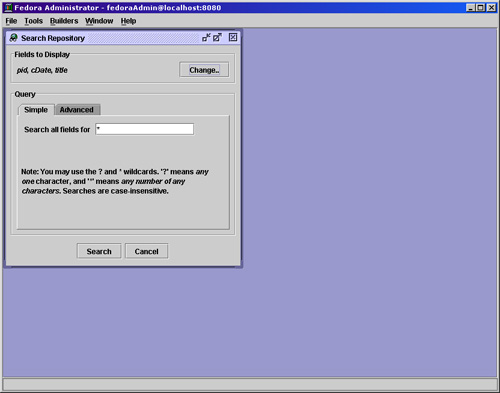 Fedora Administrator - fedoraAdmin@localhost:8080
File Tools Builders Window Help
Search Repository
Fields to Display
pid, cDate, title
Change..
Query
Simple Advanced
Search all fields for *
Note: You may use the ? and * wildcards. '?' means any
one character, and '*' means any number of any
characters. Searches are case-insensitive.
Search Cancel